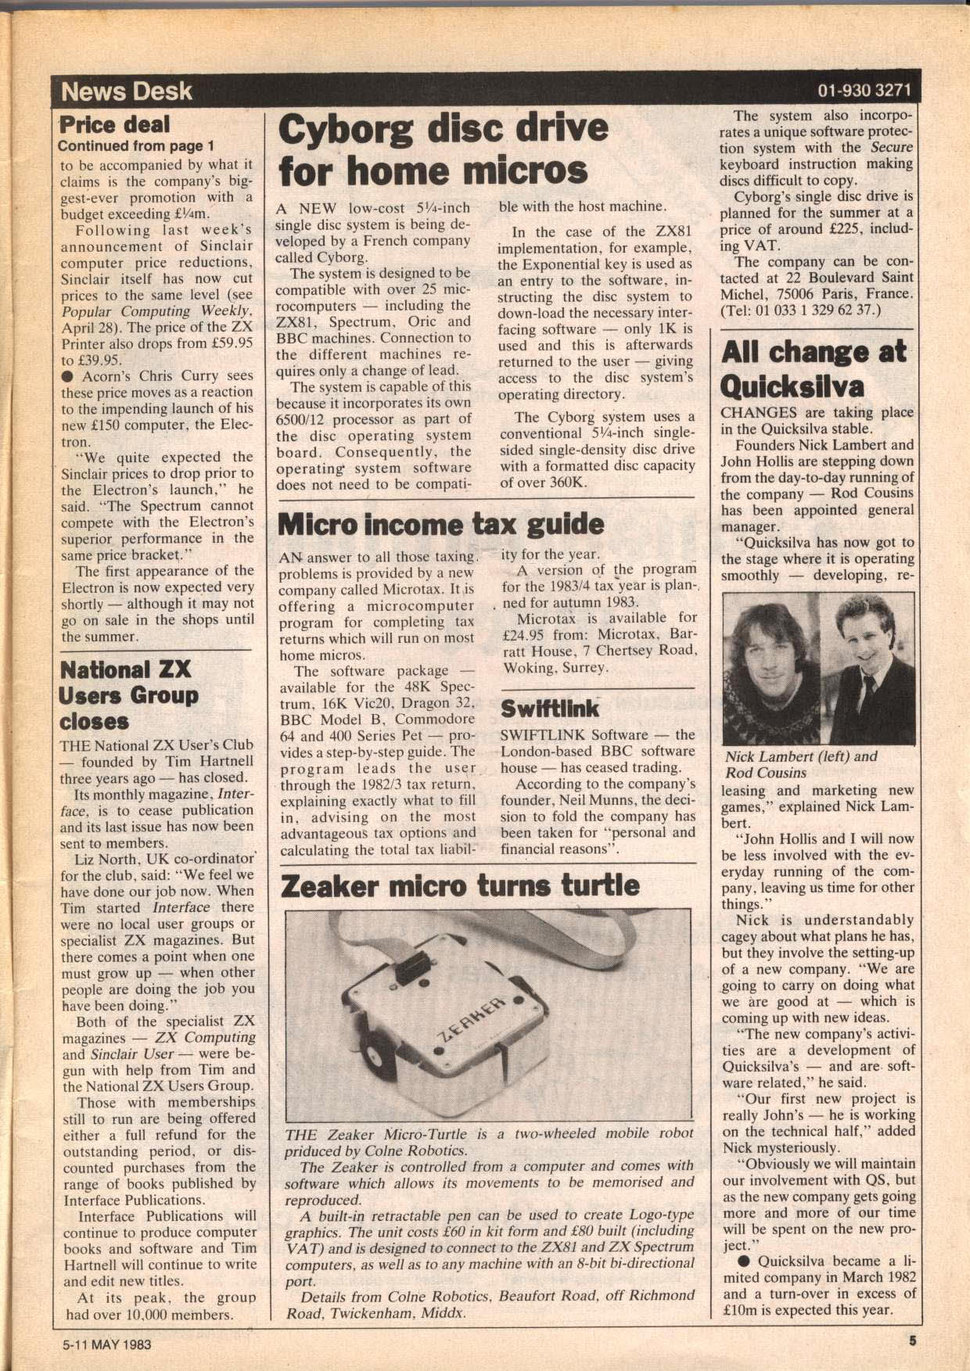 News Desk
01-930 3271
Price deal
Continued from page 1
to be accompanied by what it
claims is the company's big-
gest-ever promotion with a
budget exceeding £¼m.
Following last week's
announcement of Sinclair
computer price reductions,
Sinclair itself has now cut
prices to the same level (see
Popular Computing Weekly,
April 28). The price of the ZX
Printer also drops from £59.95
to £39.95.
● Acorn's Chris Curry sees
these price moves as a reaction
to the impending launch of his
new £150 computer, the Elec-
tron.
"We quite expected the
Sinclair prices to drop prior to
the Electron's launch," he
said. "The Spectrum cannot
compete with the Electron's
superior performance in the
same price bracket."
The first appearance of the
Electron is now expected very
shortly — although it may not
go on sale in the shops until
the summer.
National ZX
Users Group
closes
THE National ZX User's Club
— founded by Tim Hartnell
three years ago — has closed.
Its monthly magazine, Inter-
face, is to cease publication
and its last issue has now been
sent to members.
Liz North, UK co-ordinator
for the club, said: "We feel we
have done our job now. When
Tim started Interface there
were no local user groups or
specialist ZX magazines. But
there comes a point when one
must grow up — when other
people are doing the job you
have been doing."
Both of the specialist ZX
magazines — ZX Computing
and Sinclair User — were be-
gun with help from Tim and
the National ZX Users Group.
Those with memberships
still to run are being offered
either a full refund for the
outstanding period, or dis-
counted purchases from the
range of books published by
Interface Publications.
Interface Publications will
continue to produce computer
books and software and Tim
Hartnell will continue to write
and edit new titles.
At its peak, the group
had over 10,000 members.
Cyborg disc drive
for home micros
A NEW low-cost 5¼-inch
single disc system is being de-
veloped by a French company
called Cyborg.
The system is designed to be
compatible with over 25 mic-
rocomputers — including the
ZX81, Spectrum, Oric and
BBC machines. Connection to
the different machines re-
quires only a change of lead.
The system is capable of this
because it incorporates its own
6500/12 processor as part of
the disc operating system
board. Consequently, the
operating system software
does not need to be compati-
ble with the host machine.
In the case of the ZX81
implementation, for example,
the Exponential key is used as
an entry to the software, in-
structing the disc system to
down-load the necessary inter-
facing software — only 1K is
used and this is afterwards
returned to the user — giving
access to the disc system's
operating directory.
The Cyborg system uses a
conventional 5¼-inch single-
sided single-density disc drive
with a formatted disc capacity
of over 360K.
The system also incorpo-
rates a unique software protec-
tion system with the Secure
keyboard instruction making
discs difficult to copy.
Cyborg's single disc drive is
planned for the summer at a
price of around £225, includ-
ing VAT.
The company can be con-
tacted at 22 Boulevard Saint
Michel, 75006 Paris, France.
(Tel: 01 033 1 329 62 37.)
Micro income tax guide
AN answer to all those taxing
problems is provided by a new
company called Microtax. It is
offering a microcomputer
program for completing tax
returns which will run on most
home micros.
The software package —
available for the 48K Spec-
trum, 16K Vic20, Dragon 32,
BBC Model B, Commodore
64 and 400 Series Pet — pro-
vides a step-by-step guide. The
program leads the user
through the 1982/3 tax return,
explaining exactly what to fill
in, advising on the most
advantageous tax options and
calculating the total tax liabil-
ity for the year.
A version of the program
for the 1983/4 tax year is plan-
ned for autumn 1983.
Microtax is available for
£24.95 from: Microtax, Bar-
ratt House, 7 Chertsey Road,
Woking, Surrey.
Swiftlink
SWIFTLINK Software — the
London-based BBC software
house — has ceased trading.
According to the company's
founder, Neil Munns, the deci-
sion to fold the company has
been taken for "personal and
financial reasons".
Zeaker micro turns turtle
ZEAKER
THE Zeaker Micro-Turtle is a two-wheeled mobile robot
priduced by Colne Robotics.
The Zeaker is controlled from a computer and comes with
software which allows its movements to be memorised and
reproduced.
A built-in retractable pen can be used to create Logo-type
graphics. The unit costs £60 in kit form and £80 built (including
VAT) and is designed to connect to the ZX81 and ZX Spectrum
computers, as well as to any machine with an 8-bit bi-directional
port.
Details from Colne Robotics, Beaufort Road, off Richmond
Road, Twickenham, Middx.
All change at
Quicksilva
CHANGES are taking place
in the Quicksilva stable.
Founders Nick Lambert and
John Hollis are stepping down
from the day-to-day running of
the company — Rod Cousins
has been appointed general
manager.
"Quicksilva has now got to
the stage where it is operating
smoothly — developing, re-
Nick Lambert (left) and
Rod Cousins
leasing and marketing new
games," explained Nick Lam-
bert.
"John Hollis and I will now
be less involved with the ev-
eryday running of the com-
pany, leaving us time for other
things."
Nick is understandably
cagey about what plans he has,
but they involve the setting-up
of a new company. "We are
going to carry on doing what
we are good at — which is
coming up with new ideas.
"The new company's activi-
ties are a development of
Quicksilva's — and are soft-
ware related," he said.
"Our first new project is
really John's — he is working
on the technical half," added
Nick mysteriously.
"Obviously we will maintain
our involvement with QS, but
as the new company gets going
more and more of our time
will be spent on the new pro-
ject."
● Quicksilva became a li-
mited company in March 1982
and a turn-over in excess of
£10m is expected this year.
5-11 MAY 1983
5